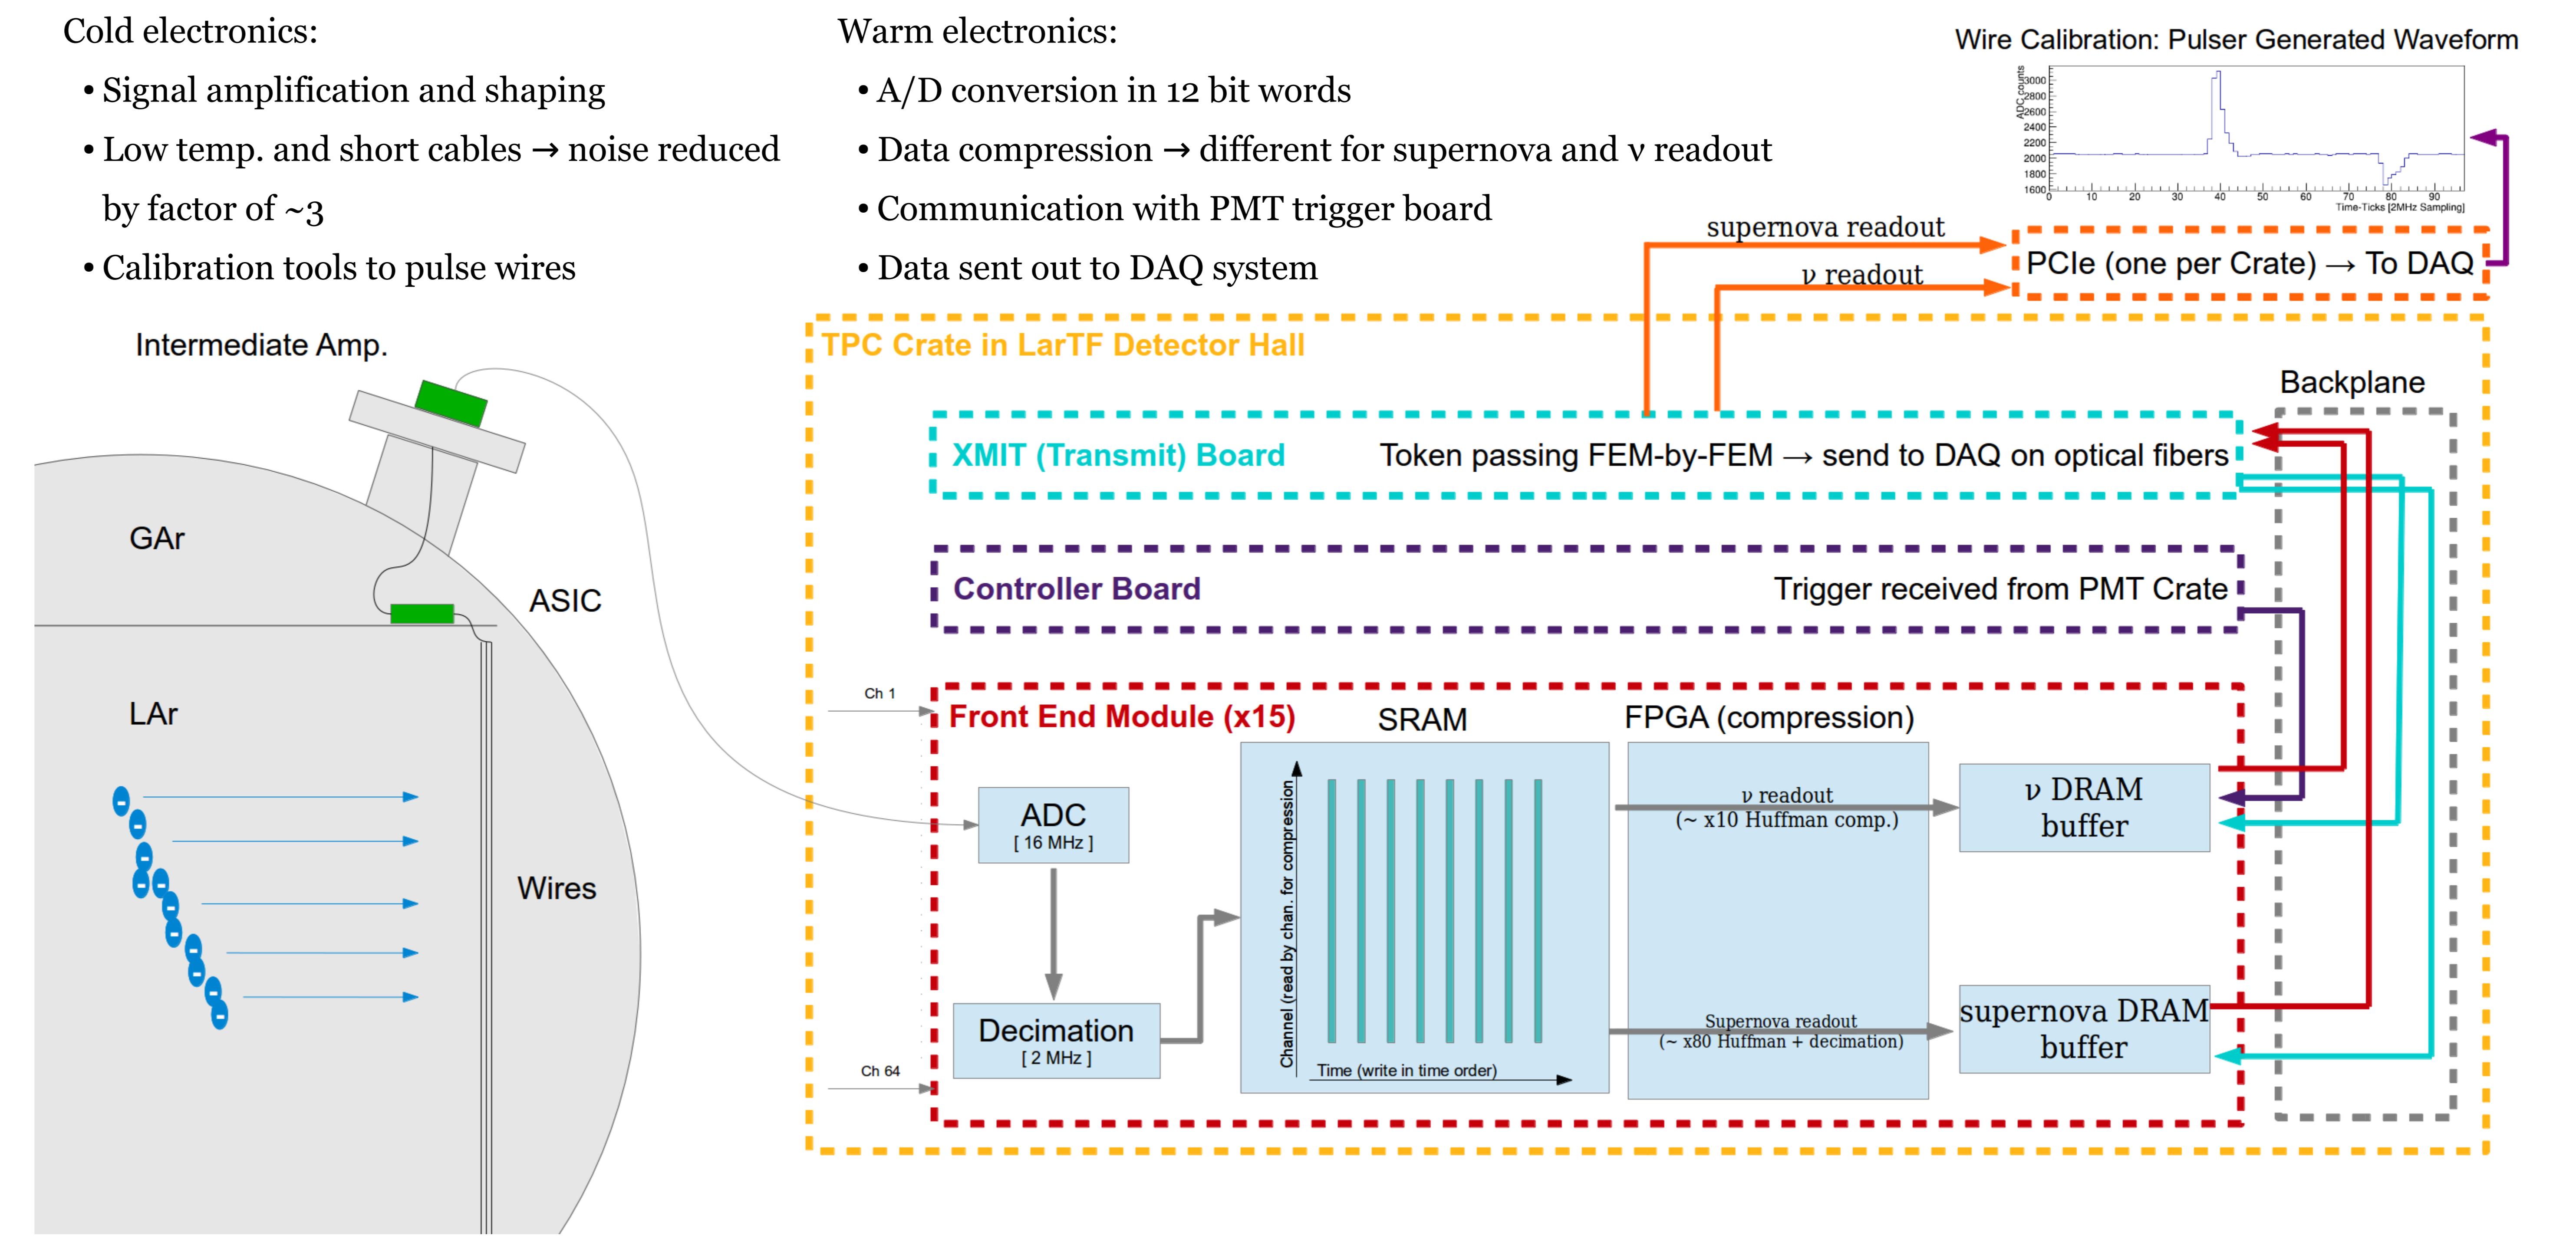 Cold electronics:
• Signal amplification and shaping
• Low temp. and short cables → noise reduced
by factor of ~3
• Calibration tools to pulse wires
Warm electronics:
• A/D conversion in 12 bit words
• Data compression → different for supernova and ν readout
• Communication with PMT trigger board
• Data sent out to DAQ system
Wire Calibration: Pulser Generated Waveform
ADC counts
3000
2800
2600
2400
2200
2000
1800
1600
0 10 20 30 40 50 60 70 80 90
Time-Ticks [2MHz Sampling]
supernova readout
ν readout
PCIe (one per Crate) → To DAQ
Intermediate Amp.
GAr
ASIC
LAr
Wires
TPC Crate in LarTF Detector Hall
Backplane
XMIT (Transmit) Board
Token passing FEM-by-FEM → send to DAQ on optical fibers
Controller Board
Trigger received from PMT Crate
Ch 1
Ch 64
Front End Module (x15)
SRAM
FPGA (compression)
ADC
[ 16 MHz ]
Decimation
[ 2 MHz ]
Channel (read by chan. for compression)
Time (write in time order)
ν readout
(~ x10 Huffman comp.)
Supernova readout
(~ x80 Huffman + decimation)
ν DRAM
buffer
supernova DRAM
buffer